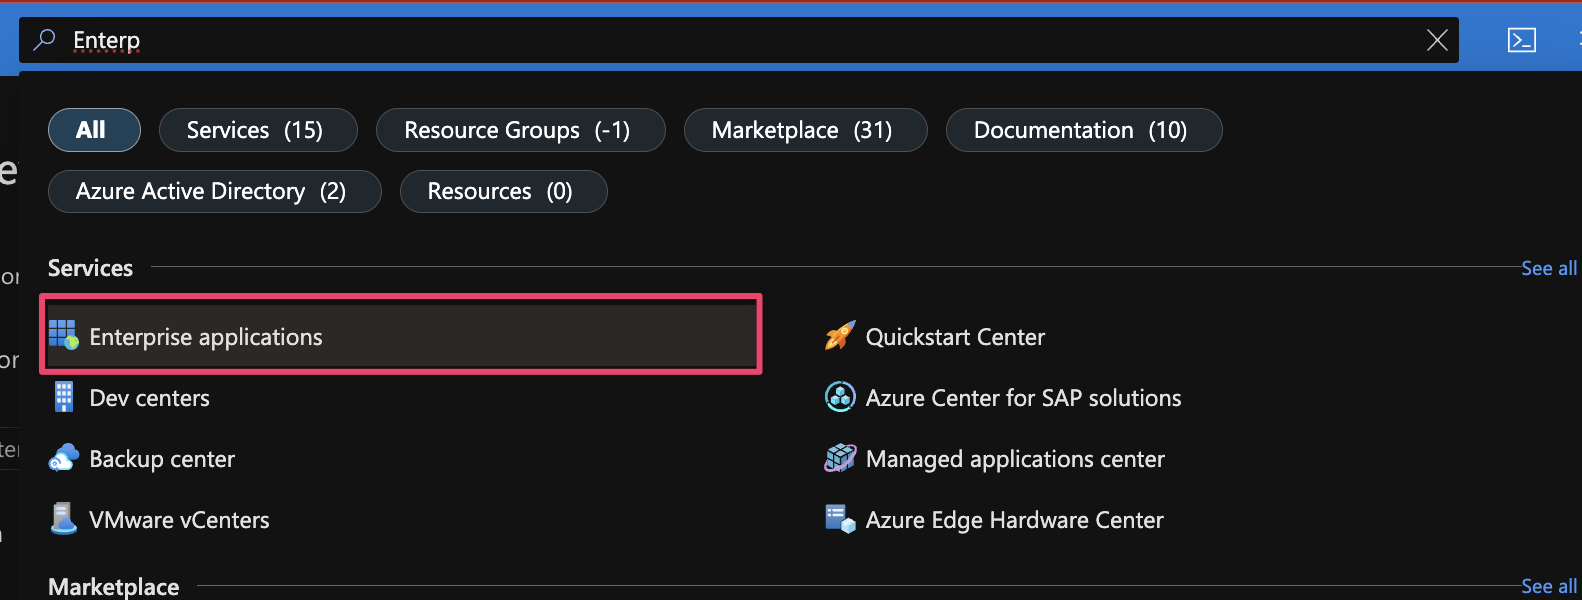 Enterp
All
Services (15)
Resource Groups (-1)
Marketplace (31)
Documentation (10)
Azure Active Directory (2)
Resources (0)
Services
See all
Enterprise applications
Quickstart Center
Dev centers
Azure Center for SAP solutions
Backup center
Managed applications center
VMware vCenters
Azure Edge Hardware Center
Marketplace
See all